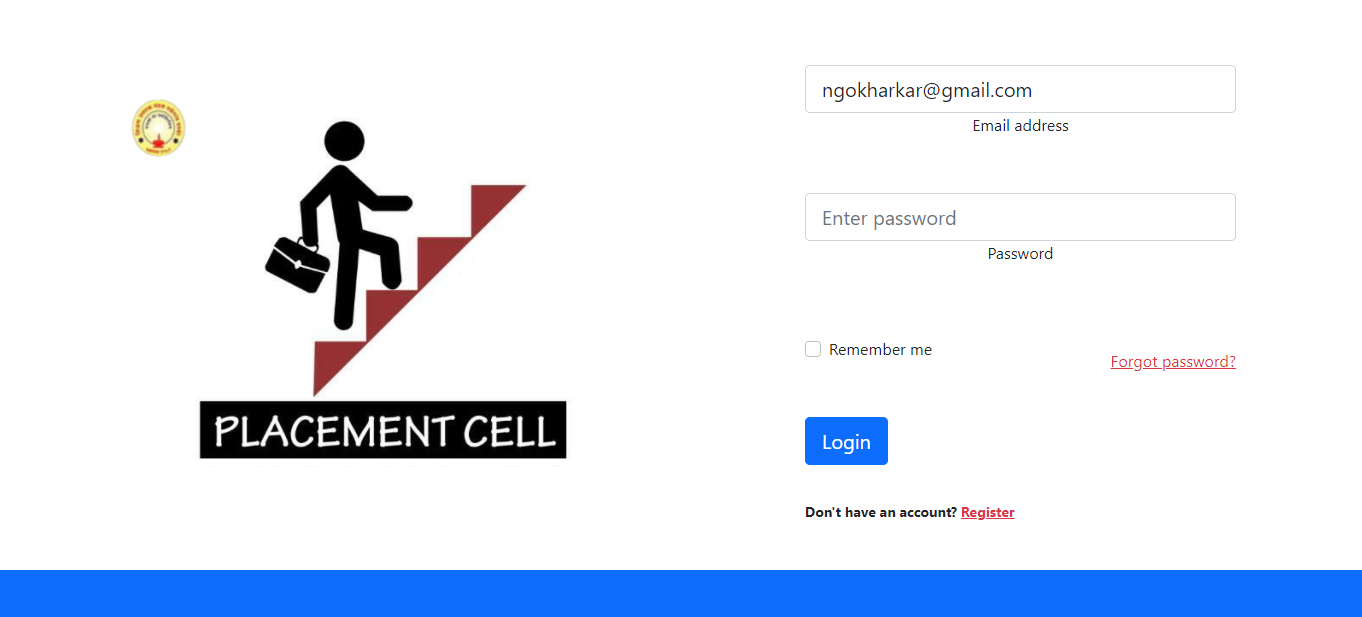 ngokharkar@gmail.com
Email address
Enter password
Password
Remember me
Forgot password?
Login
Don't have an account? Register
PLACEMENT CELL